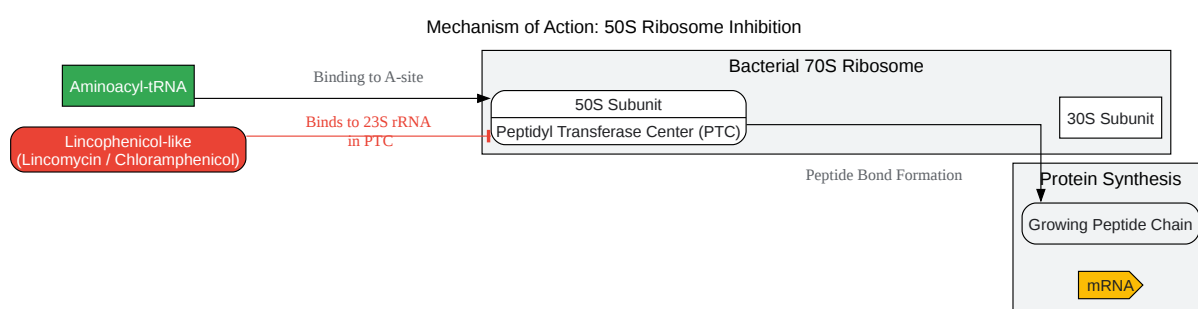 Mechanism of Action: 50S Ribosome Inhibition
Bacterial 70S Ribosome
Aminoacyl-tRNA
Binding to A-site
50S Subunit
Peptidyl Transferase Center (PTC)
30S Subunit
Lincophenicol-like
(Lincomycin / Chloramphenicol)
Binds to 23S rRNA
in PTC
Peptide Bond Formation
Protein Synthesis
Growing Peptide Chain
mRNA